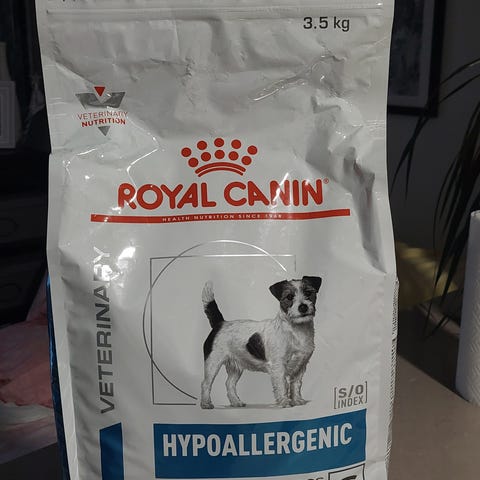 3.5 kg
VETERINARY
NUTRITION
ROYAL CANIN
HEALTH NUTRITION SINCE 1968
VETERINARY
[S/O
INDEX]
HYPOALLERGENIC